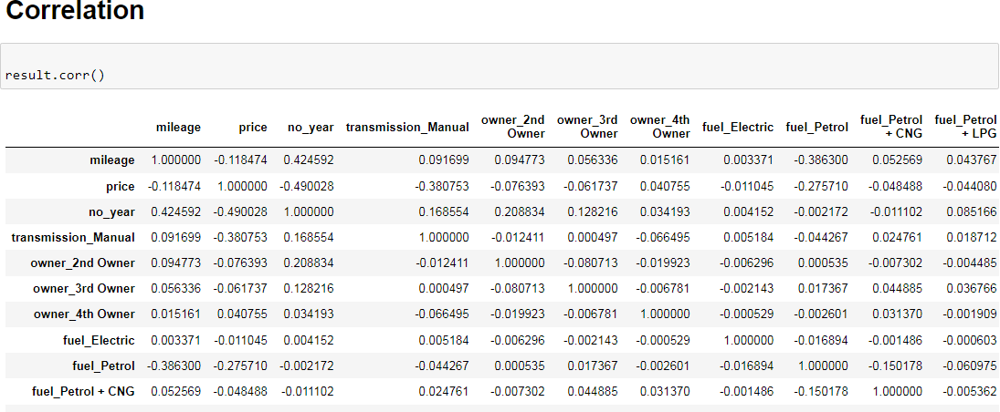 Correlation
result.corr()
mileage price no_year transmission_Manual owner_2nd Owner owner_3rd Owner owner_4th Owner fuel_Electric fuel_Petrol fuel_Petrol + CNG fuel_Petrol + LPG
mileage 1.000000 -0.118474 0.424592 0.091699 0.094773 0.056336 0.015161 0.003371 -0.386300 0.052569 0.043767
price -0.118474 1.000000 -0.490028 -0.380753 -0.076393 -0.061737 0.040755 -0.011045 -0.275710 -0.048488 -0.044080
no_year 0.424592 -0.490028 1.000000 0.168554 0.208834 0.128216 0.034193 0.004152 -0.002172 -0.011102 0.085166
transmission_Manual 0.091699 -0.380753 0.168554 1.000000 -0.012411 0.000497 -0.066495 0.005184 -0.044267 0.024761 0.018712
owner_2nd Owner 0.094773 -0.076393 0.208834 -0.012411 1.000000 -0.080713 -0.019923 -0.006296 0.000535 -0.007302 -0.004485
owner_3rd Owner 0.056336 -0.061737 0.128216 0.000497 -0.080713 1.000000 -0.006781 -0.002143 0.017367 0.044885 0.036766
owner_4th Owner 0.015161 0.040755 0.034193 -0.066495 -0.019923 -0.006781 1.000000 -0.000529 -0.002601 0.031370 -0.001909
fuel_Electric 0.003371 -0.011045 0.004152 0.005184 -0.006296 -0.002143 -0.000529 1.000000 -0.016894 -0.001486 -0.000603
fuel_Petrol -0.386300 -0.275710 -0.002172 -0.044267 0.000535 0.017367 -0.002601 -0.016894 1.000000 -0.150178 -0.060975
fuel_Petrol + CNG 0.052569 -0.048488 -0.011102 0.024761 -0.007302 0.044885 0.031370 -0.001486 -0.150178 1.000000 -0.005362